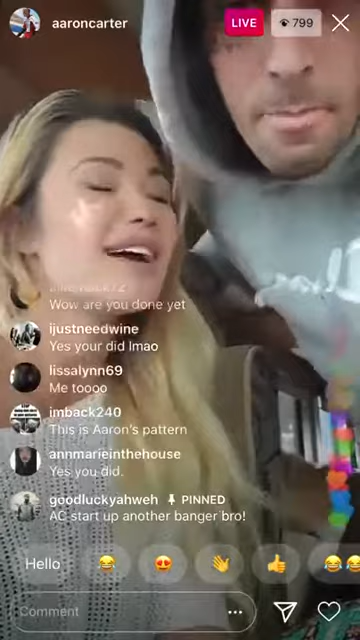 aaroncarter
LIVE
799
Wow are you done yet
ijustneedwine
Yes your did lmao
lissalynn69
Me toooo
imback240
This is Aaron's pattern
annmarieinthehouse
Yes you did.
goodluckyahweh PINNED
AC start up another banger bro!
Hello
Comment